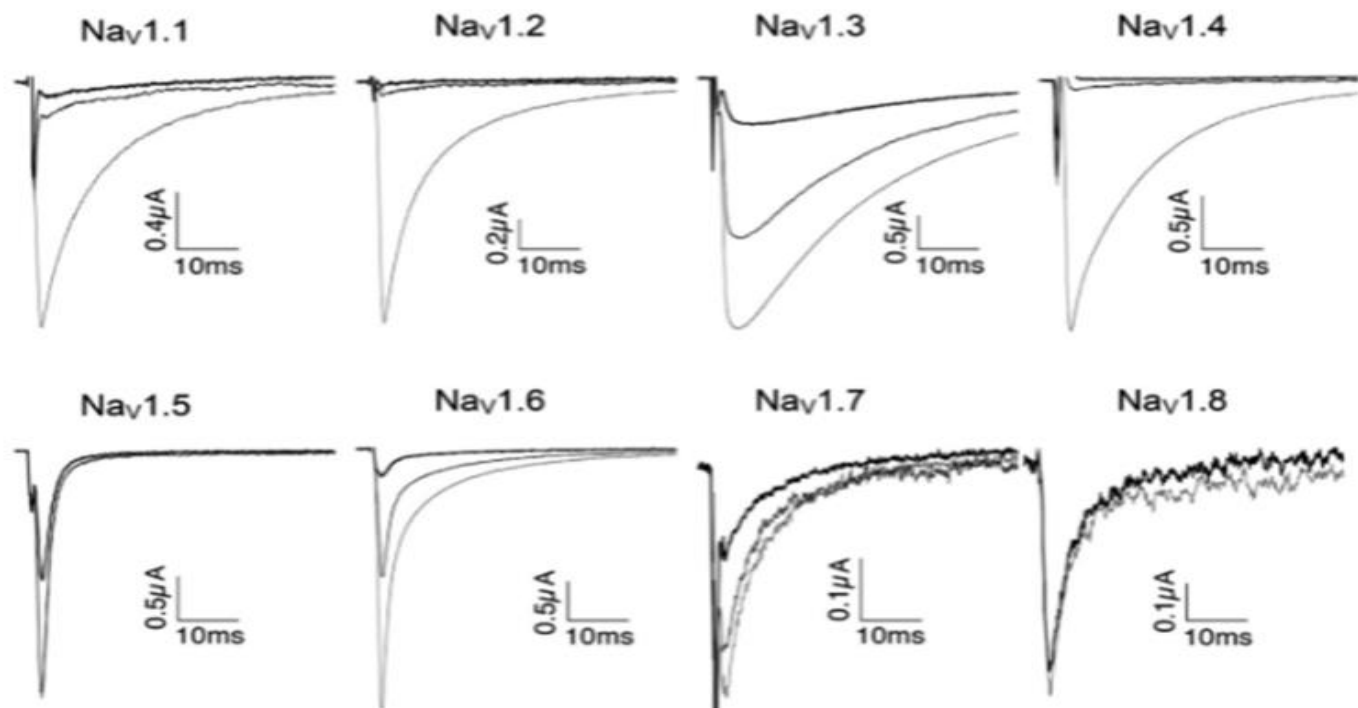 Nav1.1 Nav1.2 Nav1.3 Nav1.4
0.4µA 0.2µA 0.5µA 0.5µA
10ms 10ms 10ms 10ms
Nav1.5 Nav1.6 Nav1.7 Nav1.8
0.5µA 0.5µA 0.1µA 0.1µA
10ms 10ms 10ms 10ms